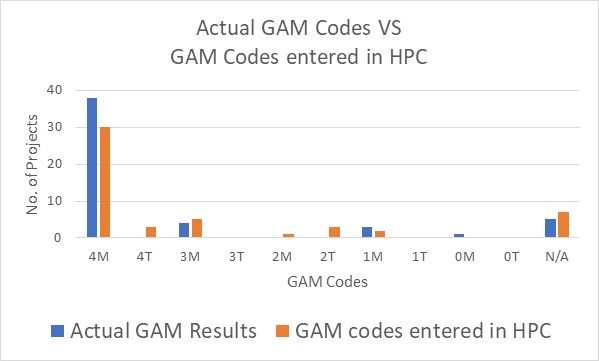 Actual GAM Codes VS
GAM Codes entered in HPC
No. of Projects
40
30
20
10
0
4M 4T 3M 3T 2M 2T 1M 1T 0M 0T N/A
GAM Codes
Actual GAM Results GAM codes entered in HPC